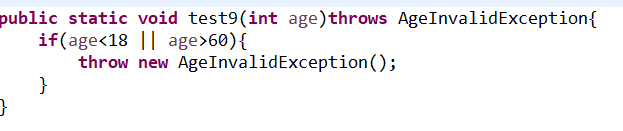 public static void test9(int age)throws AgeInvalidException{
if(age<18 || age>60){
throw new AgeInvalidException();
}
}